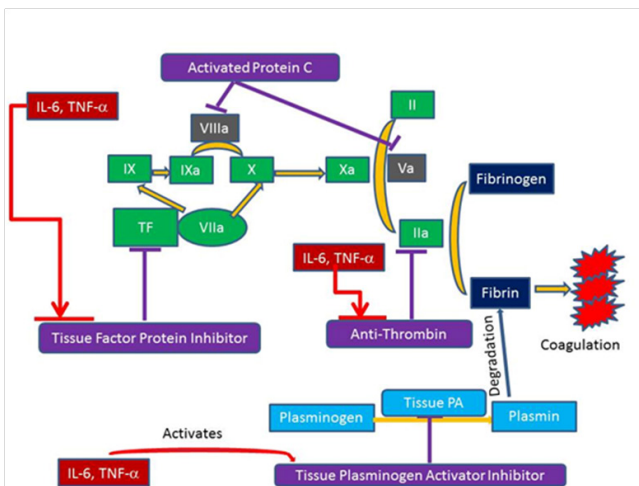 Activated Protein C
IL-6, TNF-α
II
VIIIa
IX
IXa
X
Xa
Va
Fibrinogen
TF
VIIa
IIa
IL-6, TNF-α
Fibrin
Tissue Factor Protein Inhibitor
Anti-Thrombin
Coagulation
Degradation
Tissue PA
Plasminogen
Plasmin
Activates
IL-6, TNF-α
Tissue Plasminogen Activator Inhibitor